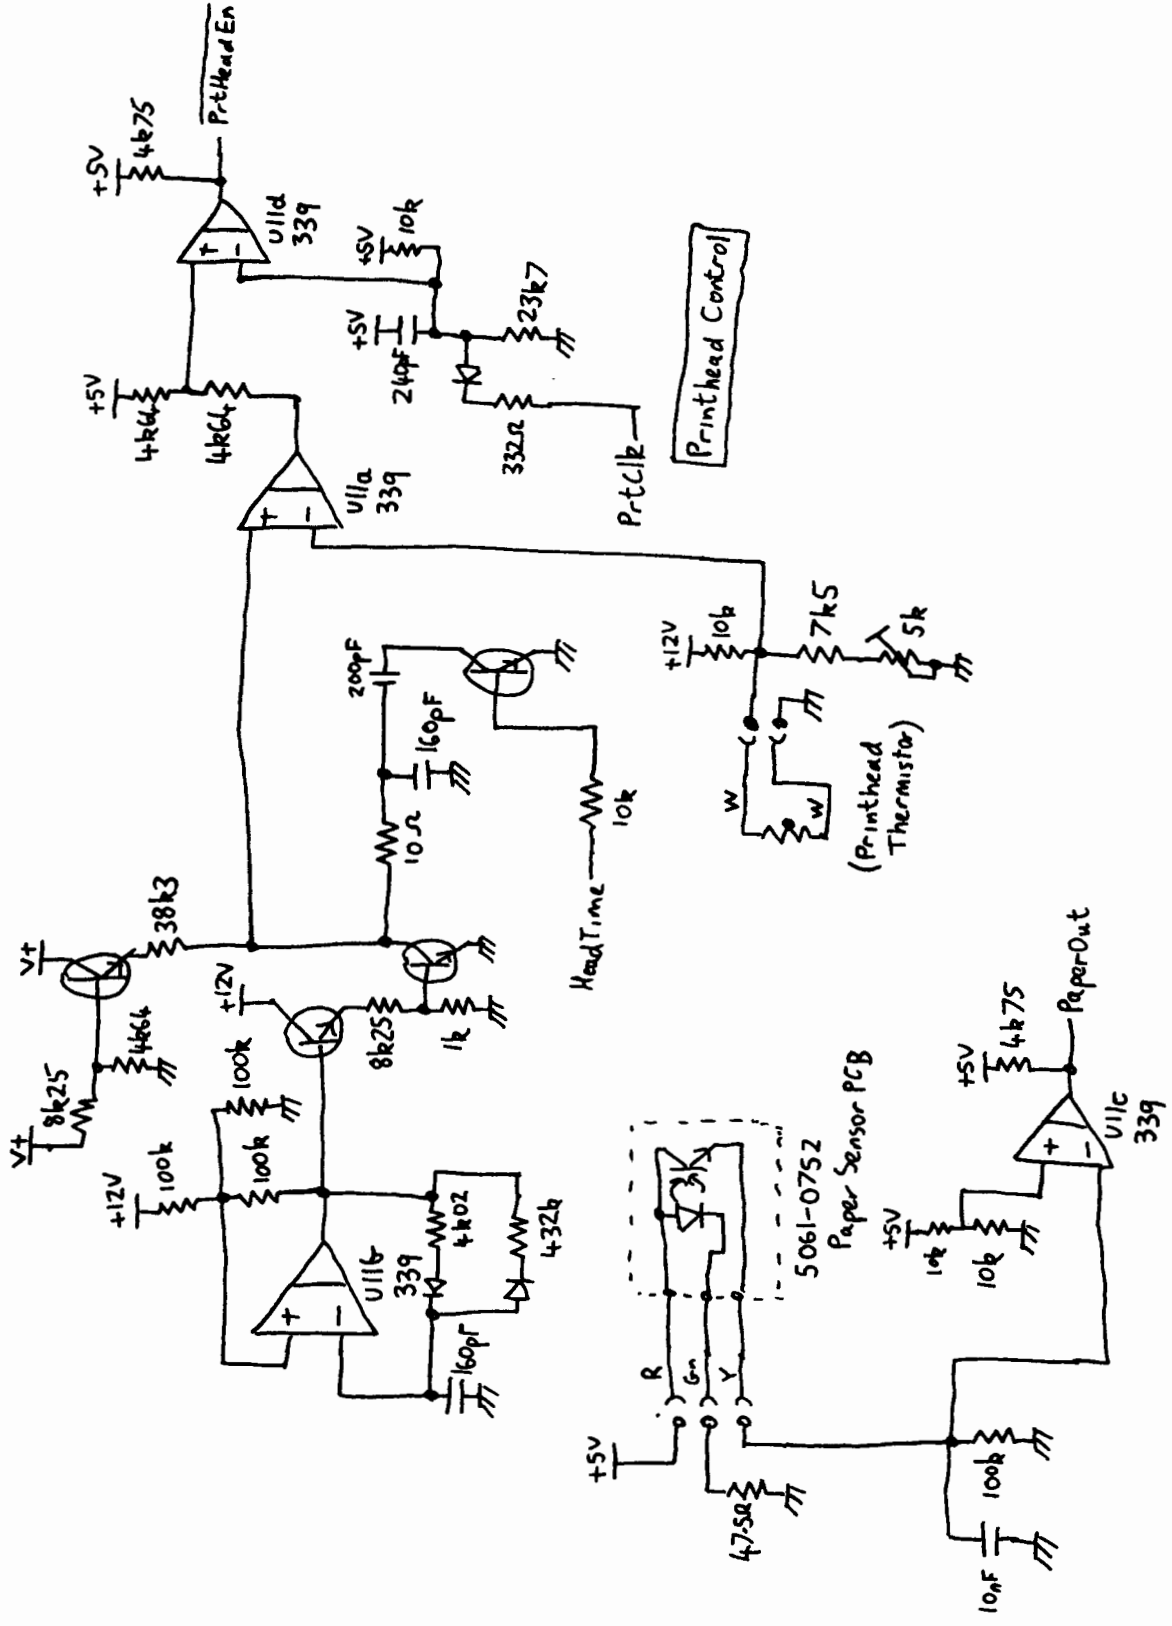 V+
8k25
4k64
V+
38k3
+12V
100k
100k
100k
+12V
8k25
1k
U11b
339
+
-
4k02
432k
160pF
10Ω
160pF
200pF
HeadTime
10k
+
-
U11a
339
+5V
4k64
4k64
+
-
U11d
339
+5V
4k75
PrtHeadEn
+5V
10k
+5V
240pF
23k7
332Ω
PrtClk
Printhead Control
+12V
10k
7k5
5k
W
W
(Printhead
Thermistor)
+5V
R
Gn
Y
47.5Ω
5061-0752
Paper Sensor PCB
10nF
100k
+5V
10k
10k
+
-
U11c
339
+5V
4k75
PaperOut